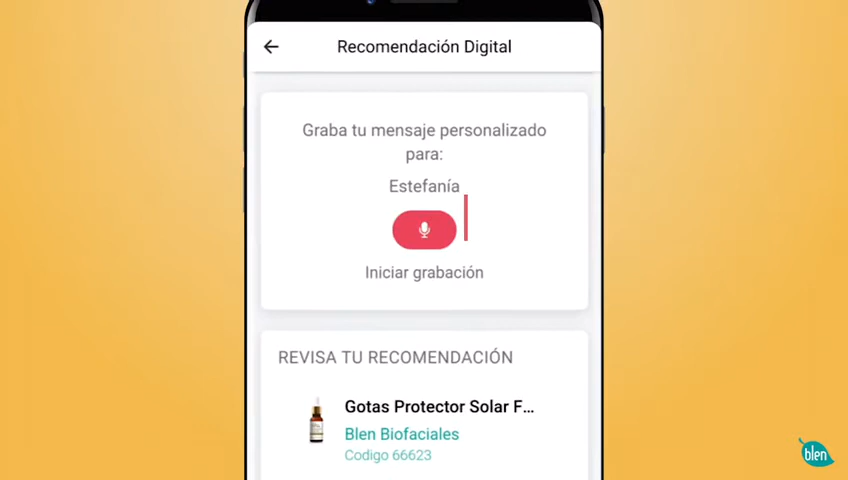 Recomendación Digital
Graba tu mensaje personalizado
para:
Estefanía
Iniciar grabación
REVISA TU RECOMENDACIÓN
Gotas Protector Solar F...
Blen Biofaciales
Codigo 66623
blen